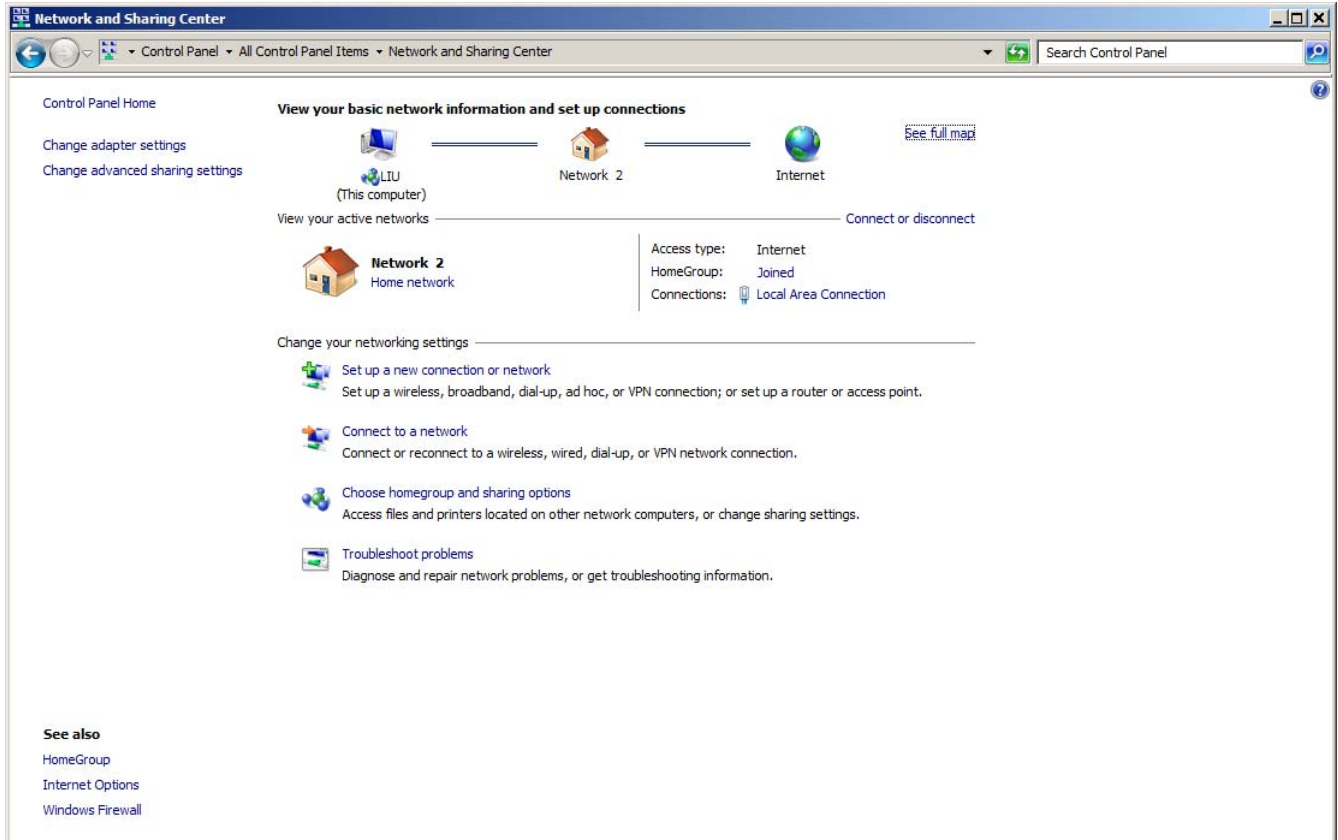 Network and Sharing Center
Control Panel All Control Panel Items Network and Sharing Center
Search Control Panel
Control Panel Home
Change adapter settings
Change advanced sharing settings
View your basic network information and set up connections
See full map
LIU
(This computer)
Network 2
Internet
View your active networks
Connect or disconnect
Network 2
Home network
Access type: Internet
HomeGroup: Joined
Connections: Local Area Connection
Change your networking settings
Set up a new connection or network
Set up a wireless, broadband, dial-up, ad hoc, or VPN connection; or set up a router or access point.
Connect to a network
Connect or reconnect to a wireless, wired, dial-up, or VPN network connection.
Choose homegroup and sharing options
Access files and printers located on other network computers, or change sharing settings.
Troubleshoot problems
Diagnose and repair network problems, or get troubleshooting information.
See also
HomeGroup
Internet Options
Windows Firewall